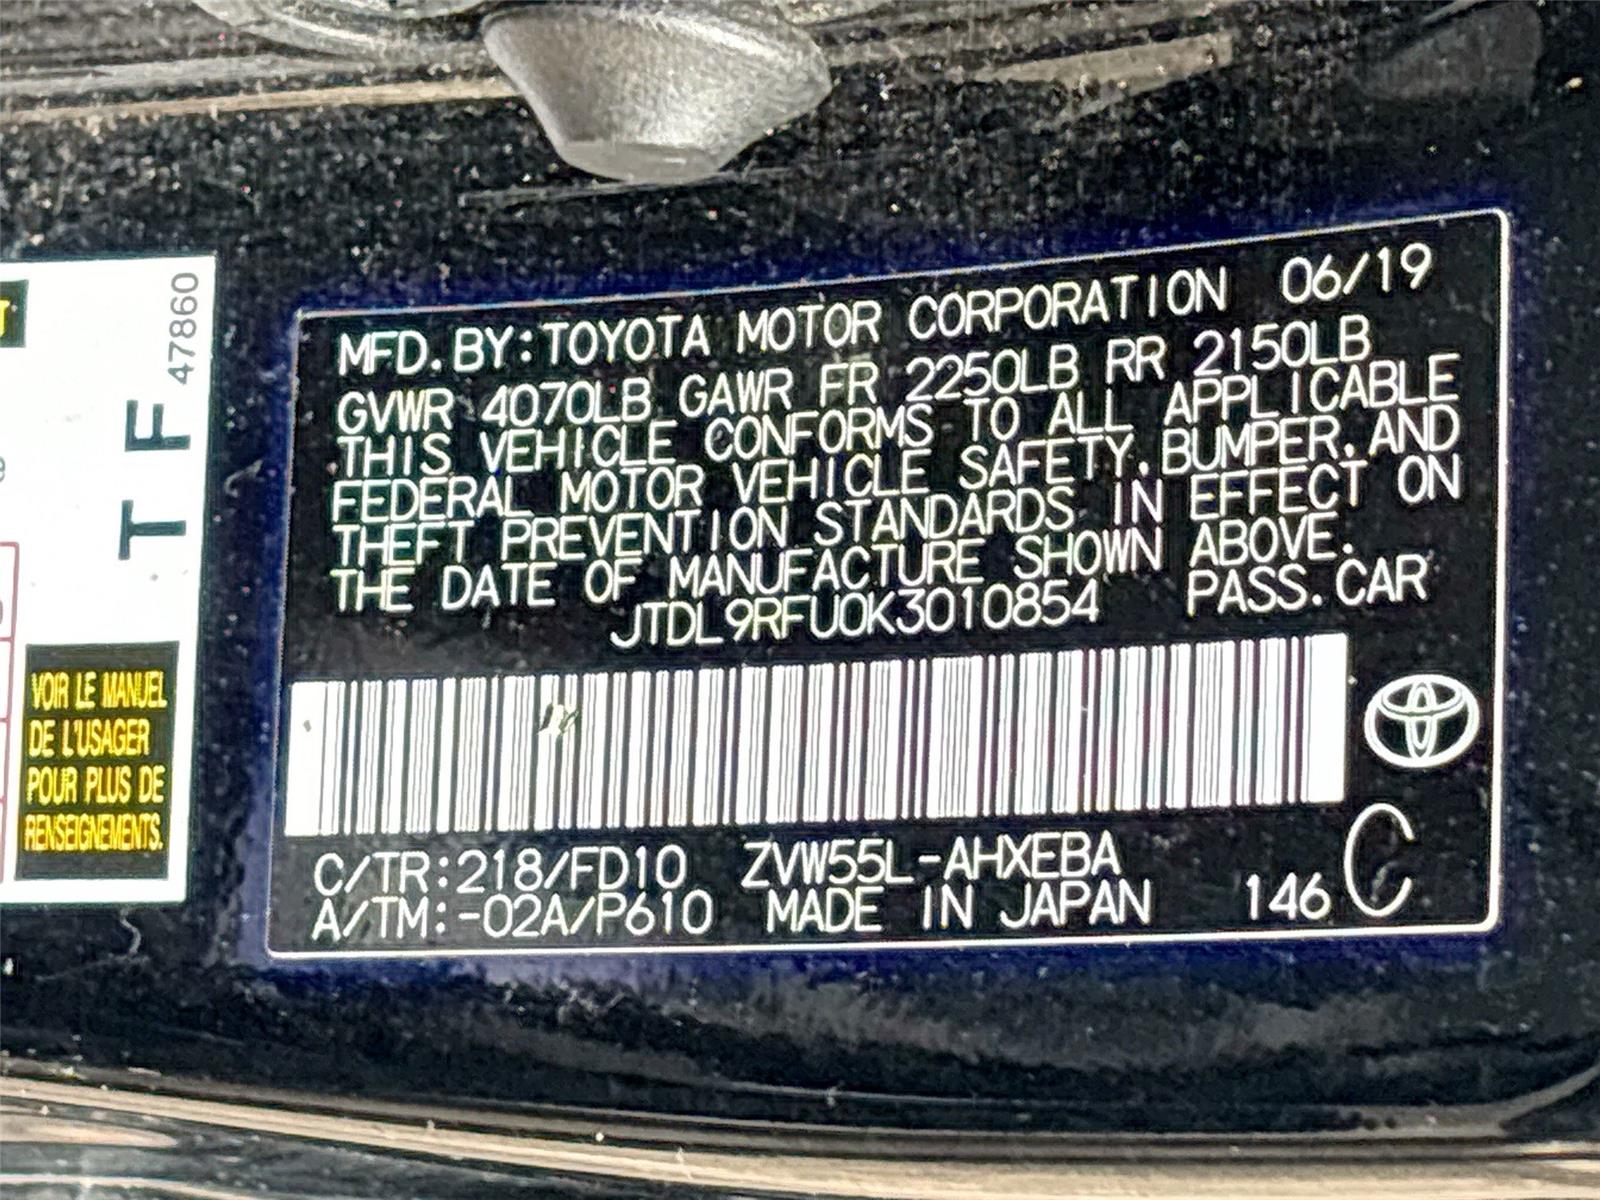 MFD. BY: TOYOTA MOTOR CORPORATION 06/19
GVWR 4070LB GAWR FR 2250LB RR 2150LB
THIS VEHICLE CONFORMS TO ALL APPLICABLE
FEDERAL MOTOR VEHICLE SAFETY, BUMPER, AND
THEFT PREVENTION STANDARDS IN EFFECT ON
THE DATE OF MANUFACTURE SHOWN ABOVE.
JTDL9RFU0K3010854 PASS. CAR
C/TR: 218/FD10 ZVW55L-AHXEBA
A/TM: -02A/P610 MADE IN JAPAN 146 C
47860
T F
VOIR LE MANUEL
DE L'USAGER
POUR PLUS DE
RENSEIGNEMENTS.